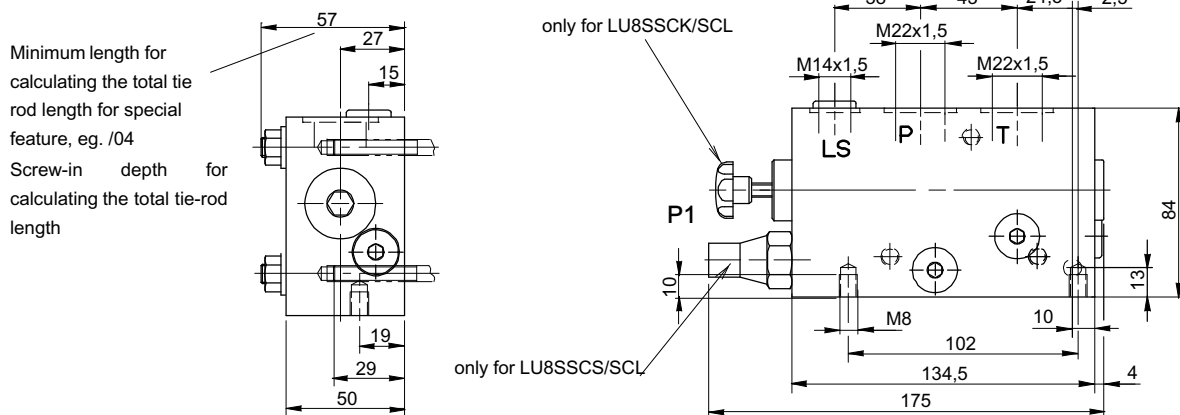 57
27
15
Minimum length for
calculating the total tie
rod length for special
feature, eg. /04
Screw-in depth for
calculating the total tie-rod
length
19
29
50
only for LU8SSCK/SCL
M22x1,5
M14x1,5
M22x1,5
LS
P
T
P1
84
10
13
M8
10
only for LU8SSCS/SCL
102
134,5
4
175